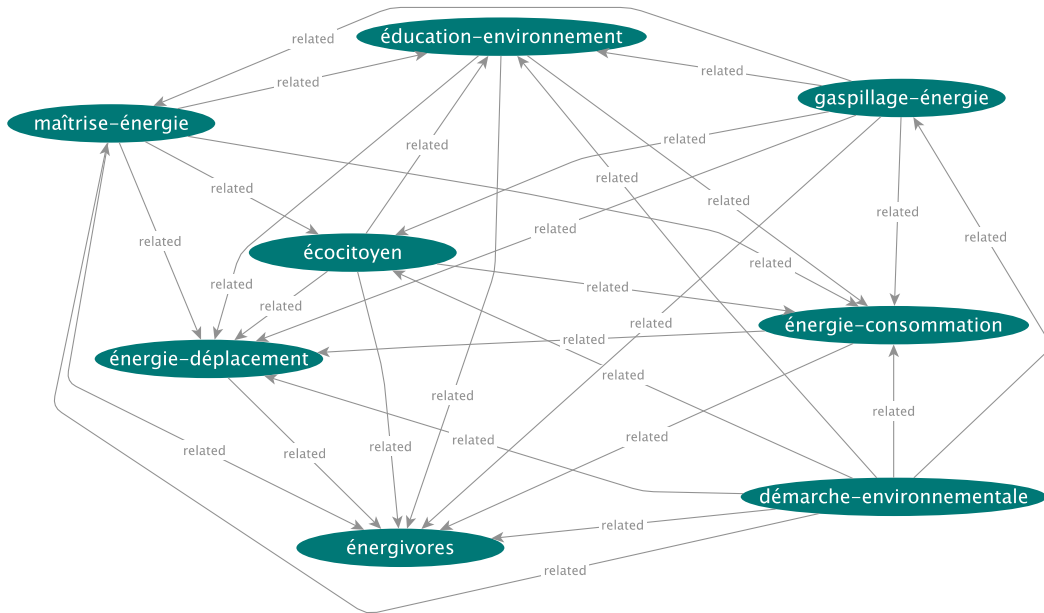 related
éducation-environnement
related
related
gaspillage-énergie
maîtrise-énergie
related
related
related
related
related
related
related
related
related
écocitoyen
related
related
related
related
related
énergie-consommation
related
énergie-déplacement
related
related
related
related
related
related
related
related
démarche-environnementale
related
énergivores
related